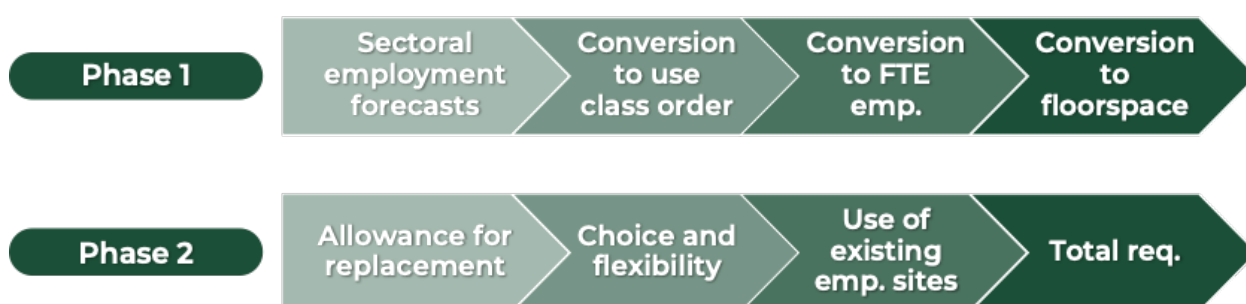 Phase 1
Sectoral
employment
forecasts
Conversion
to use
class order
Conversion
to FTE
emp.
Conversion
to
floorspace
Phase 2
Allowance for
replacement
Choice and
flexibility
Use of
existing
emp. sites
Total req.